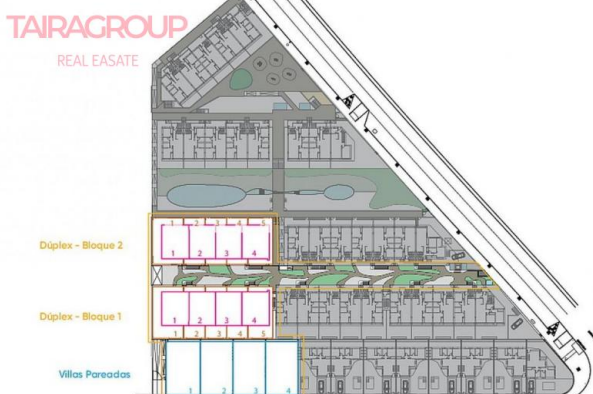 TAIRAGROUP
REAL EASATE
Dúplex - Bloque 2
1 2 3 4 5
1 2 3 4
Dúplex - Bloque 1
1 2 3 4
1 2 3 4 5
Villas Pareadas
1 2 3 4